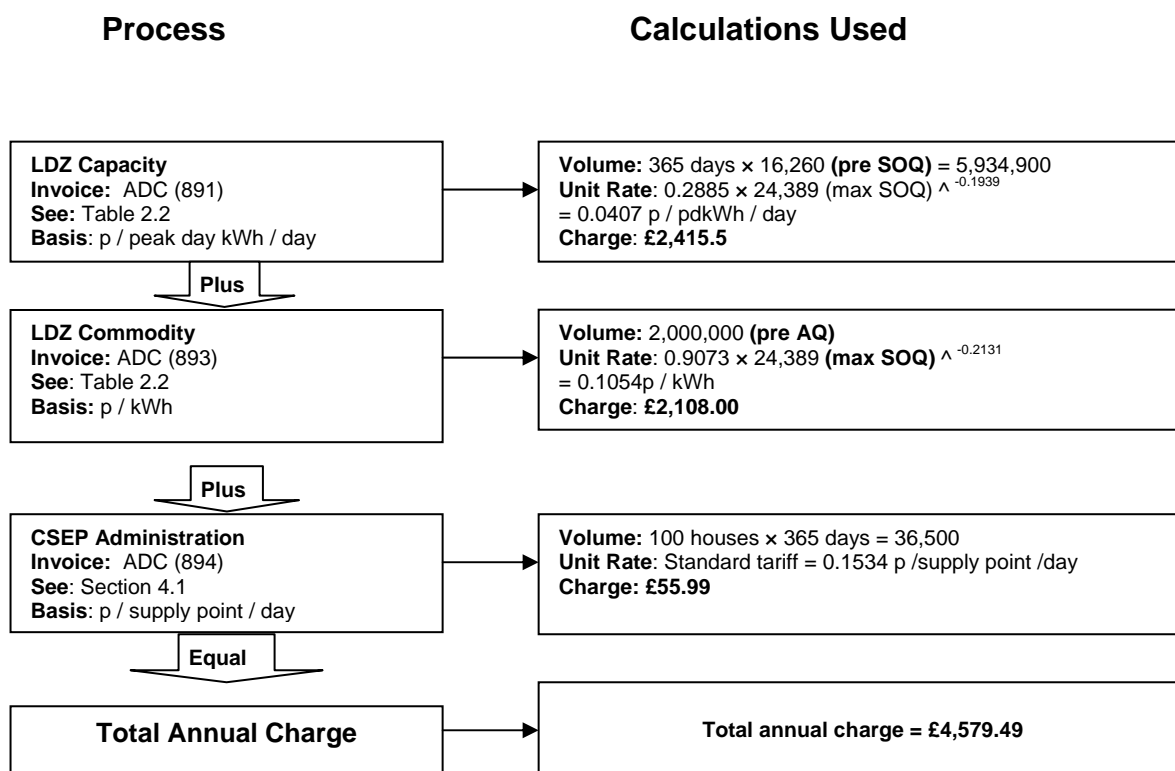 Process
Calculations Used
LDZ Capacity
Invoice: ADC (891)
See: Table 2.2
Basis: p / peak day kWh / day
Volume: 365 days × 16,260 (pre SOQ) = 5,934,900
Unit Rate: 0.2885 × 24,389 (max SOQ) ^ -0.1939
= 0.0407 p / pdkWh / day
Charge: £2,415.5
Plus
LDZ Commodity
Invoice: ADC (893)
See: Table 2.2
Basis: p / kWh
Volume: 2,000,000 (pre AQ)
Unit Rate: 0.9073 × 24,389 (max SOQ) ^ -0.2131
= 0.1054p / kWh
Charge: £2,108.00
Plus
CSEP Administration
Invoice: ADC (894)
See: Section 4.1
Basis: p / supply point / day
Volume: 100 houses × 365 days = 36,500
Unit Rate: Standard tariff = 0.1534 p /supply point /day
Charge: £55.99
Equal
Total Annual Charge
Total annual charge = £4,579.49